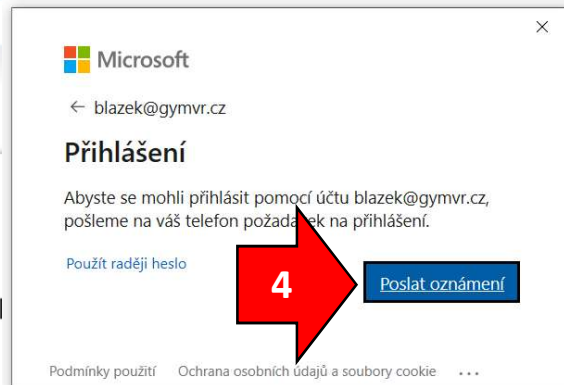 Microsoft
← blazek@gymvr.cz
Přihlášení
Abyste se mohli přihlásit pomocí účtu blazek@gymvr.cz,
pošleme na váš telefon požadavek na přihlášení.
Použít raději heslo
4
Poslat oznámení
Podmínky použití Ochrana osobních údajů a soubory cookie ...